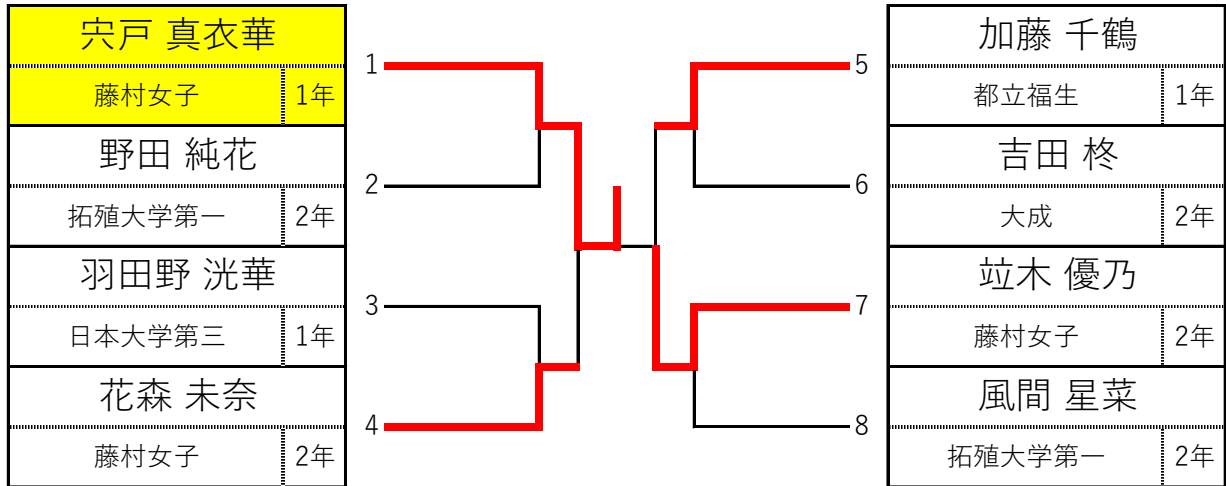 宍戸 真衣華
藤村女子 1年
野田 純花
拓殖大学第一 2年
羽田野 洸華
日本大学第三 1年
花森 未奈
藤村女子 2年
1
2
3
4
5
6
7
8
加藤 千鶴
都立福生 1年
吉田 柊
大成 2年
竝木 優乃
藤村女子 2年
風間 星菜
拓殖大学第一 2年